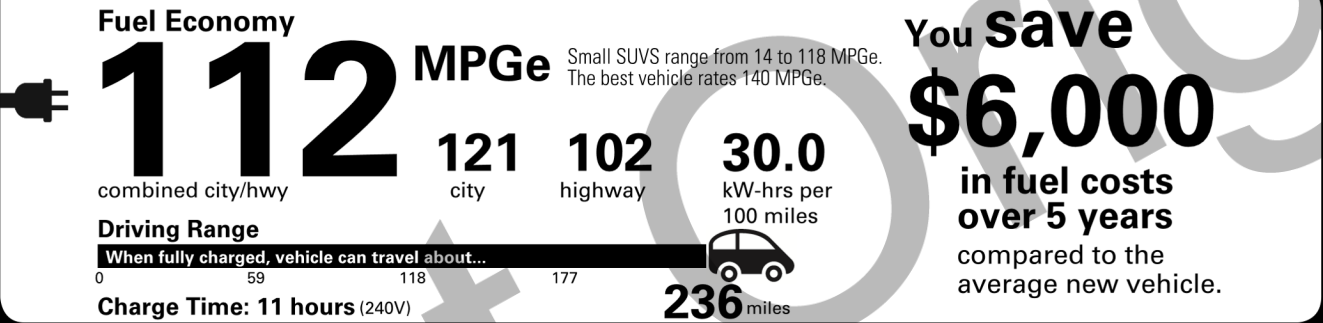 Fuel Economy
112 MPGe
combined city/hwy
Small SUVS range from 14 to 118 MPGe.
The best vehicle rates 140 MPGe.
121
city
102
highway
30.0
kW-hrs per
100 miles
Driving Range
When fully charged, vehicle can travel about...
0 59 118 177
236 miles
Charge Time: 11 hours (240V)
You save
$6,000
in fuel costs
over 5 years
compared to the
average new vehicle.